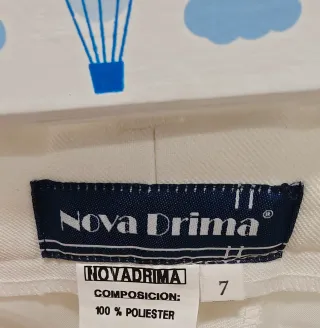 Nova Drima®
NOVADRIMA
COMPOSICION:
100 % POLIESTER
7